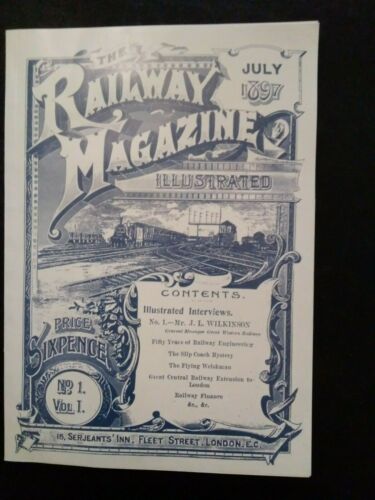 THE
RAILWAY
MAGAZINE
JULY
1897
ILLUSTRATED
CONTENTS.
Illustrated Interviews.
No. 1.—Mr. J. L. WILKINSON
General Manager Great Western Railway
Fifty Years of Railway Engineering
The Slip Coach Mystery
The Flying Welshman
Great Central Railway Extension to
London
Railway Finance
&c., &c.
PRICE
SIXPENCE
No 1.
VOL I.
15, SERJEANTS' INN, FLEET STREET, LONDON, E.C.